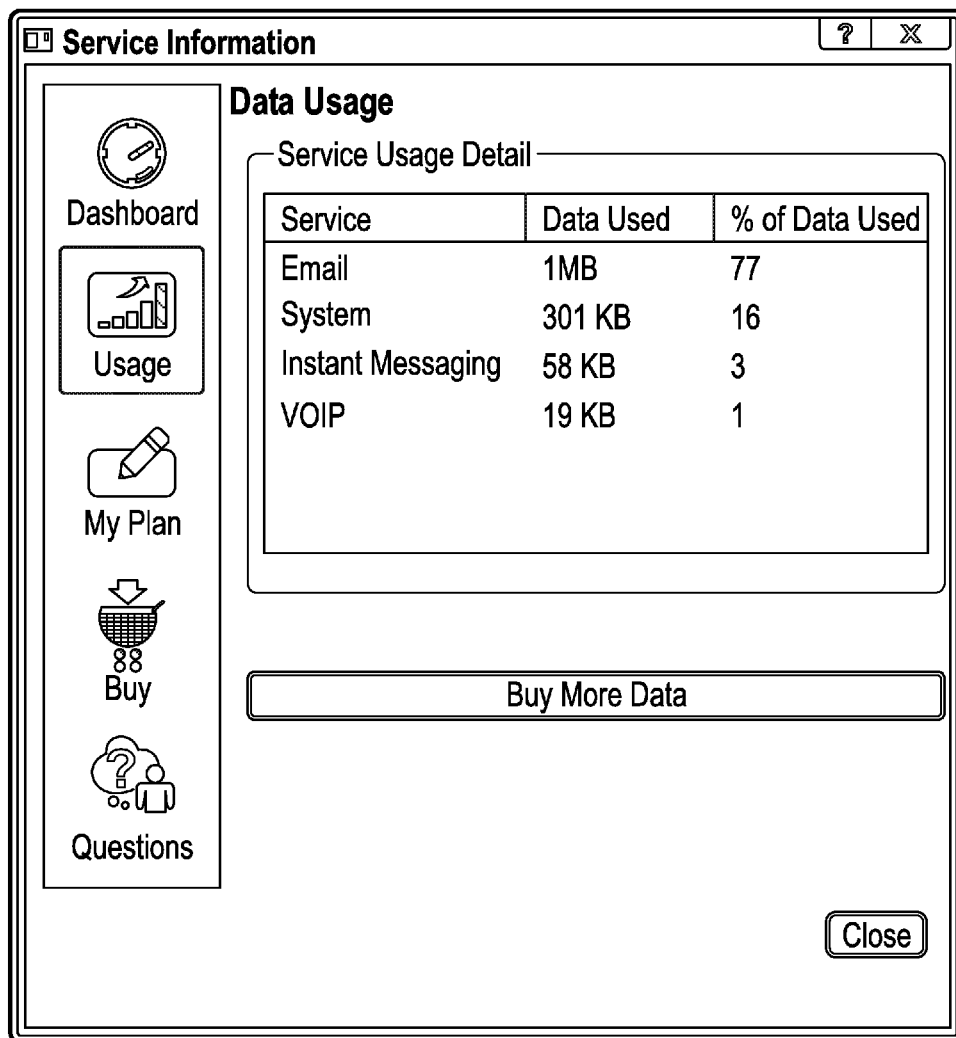 Service Information
? X
Data Usage
Dashboard
Usage
My Plan
Buy
Questions
Service Usage Detail
Service Data Used % of Data Used
Email 1MB 77
System 301 KB 16
Instant Messaging 58 KB 3
VOIP 19 KB 1
Buy More Data
Close